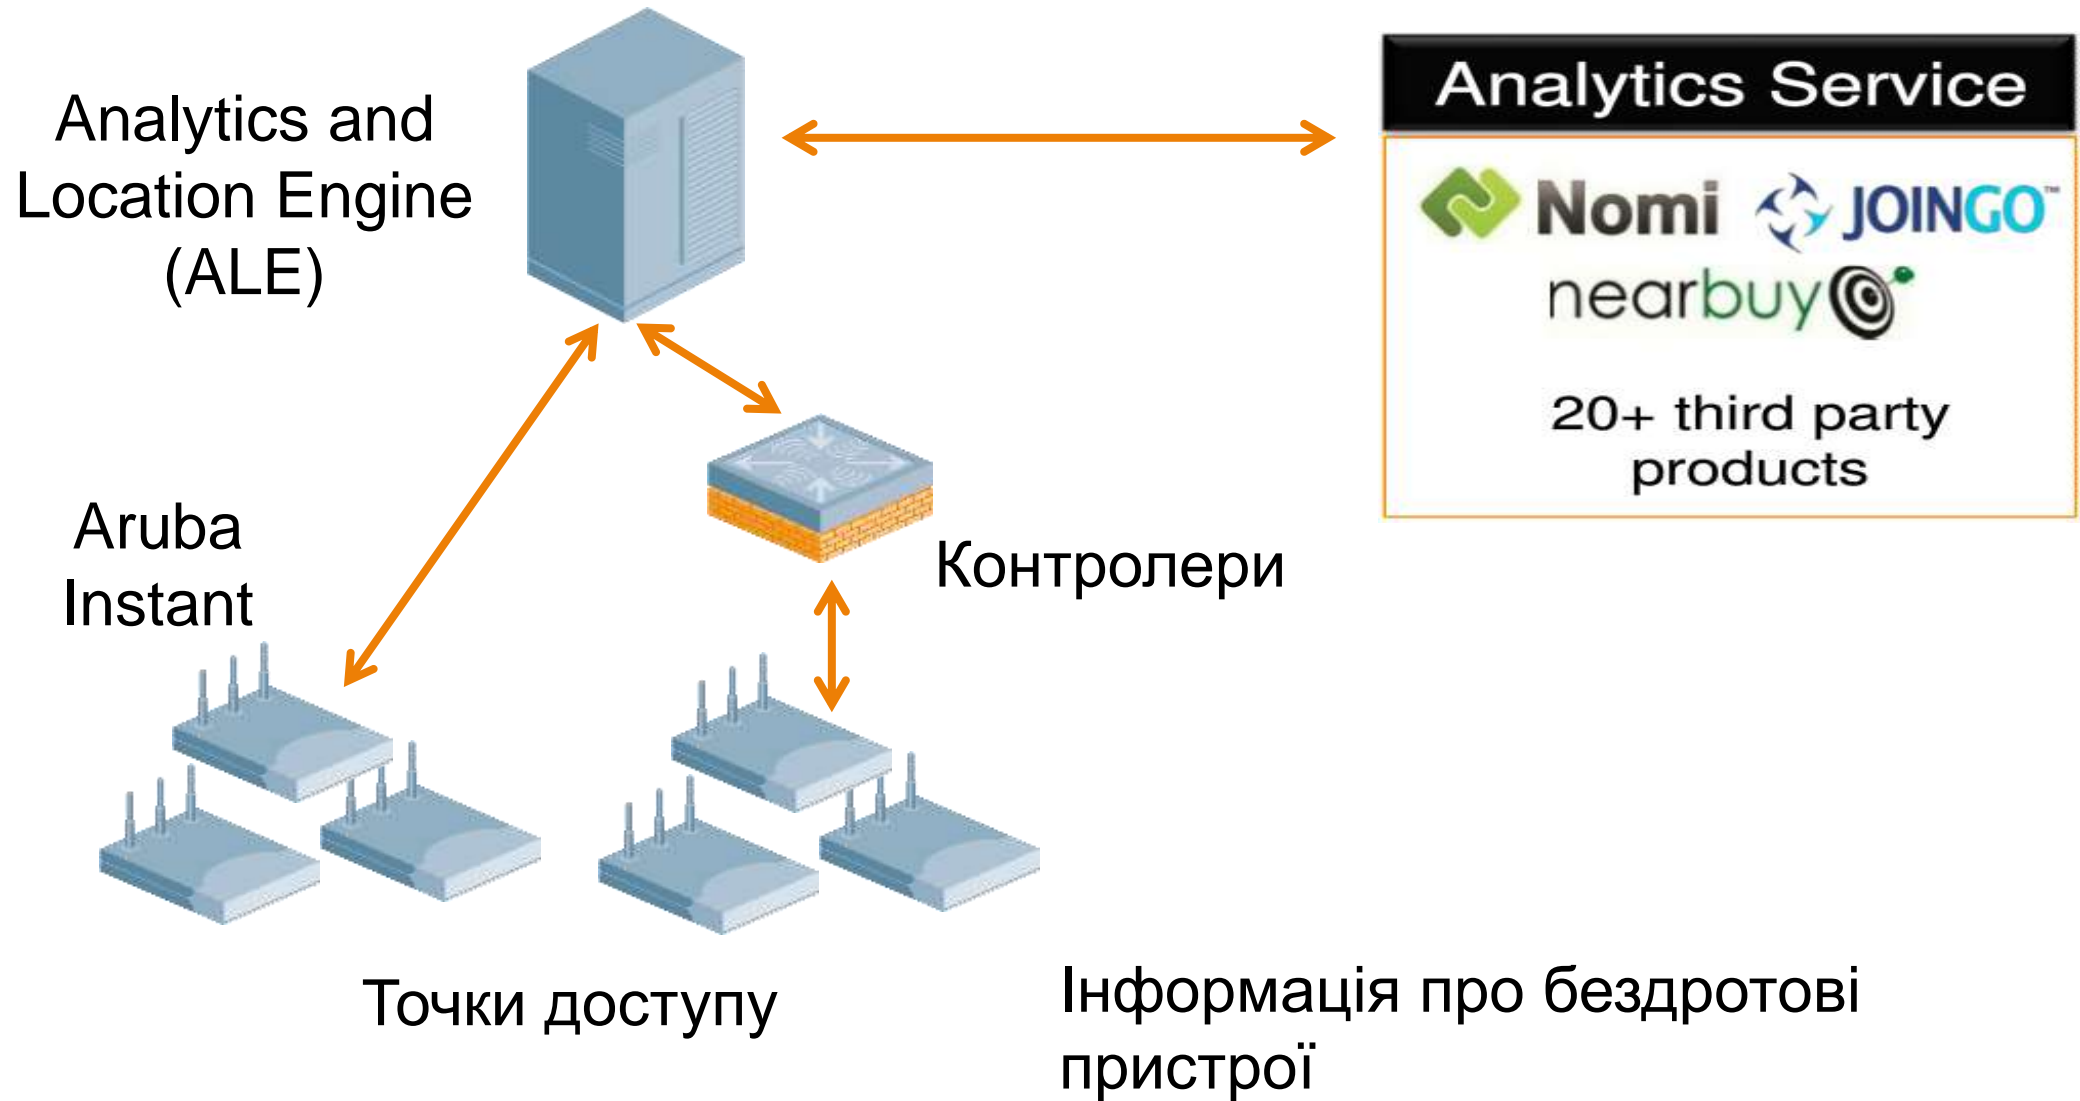 Analytics and
Location Engine
(ALE)
Analytics Service
Nomi
JOINGO™
nearbuy
20+ third party
products
Aruba
Instant
Контролери
Точки доступу
Інформація про бездротові
пристрої